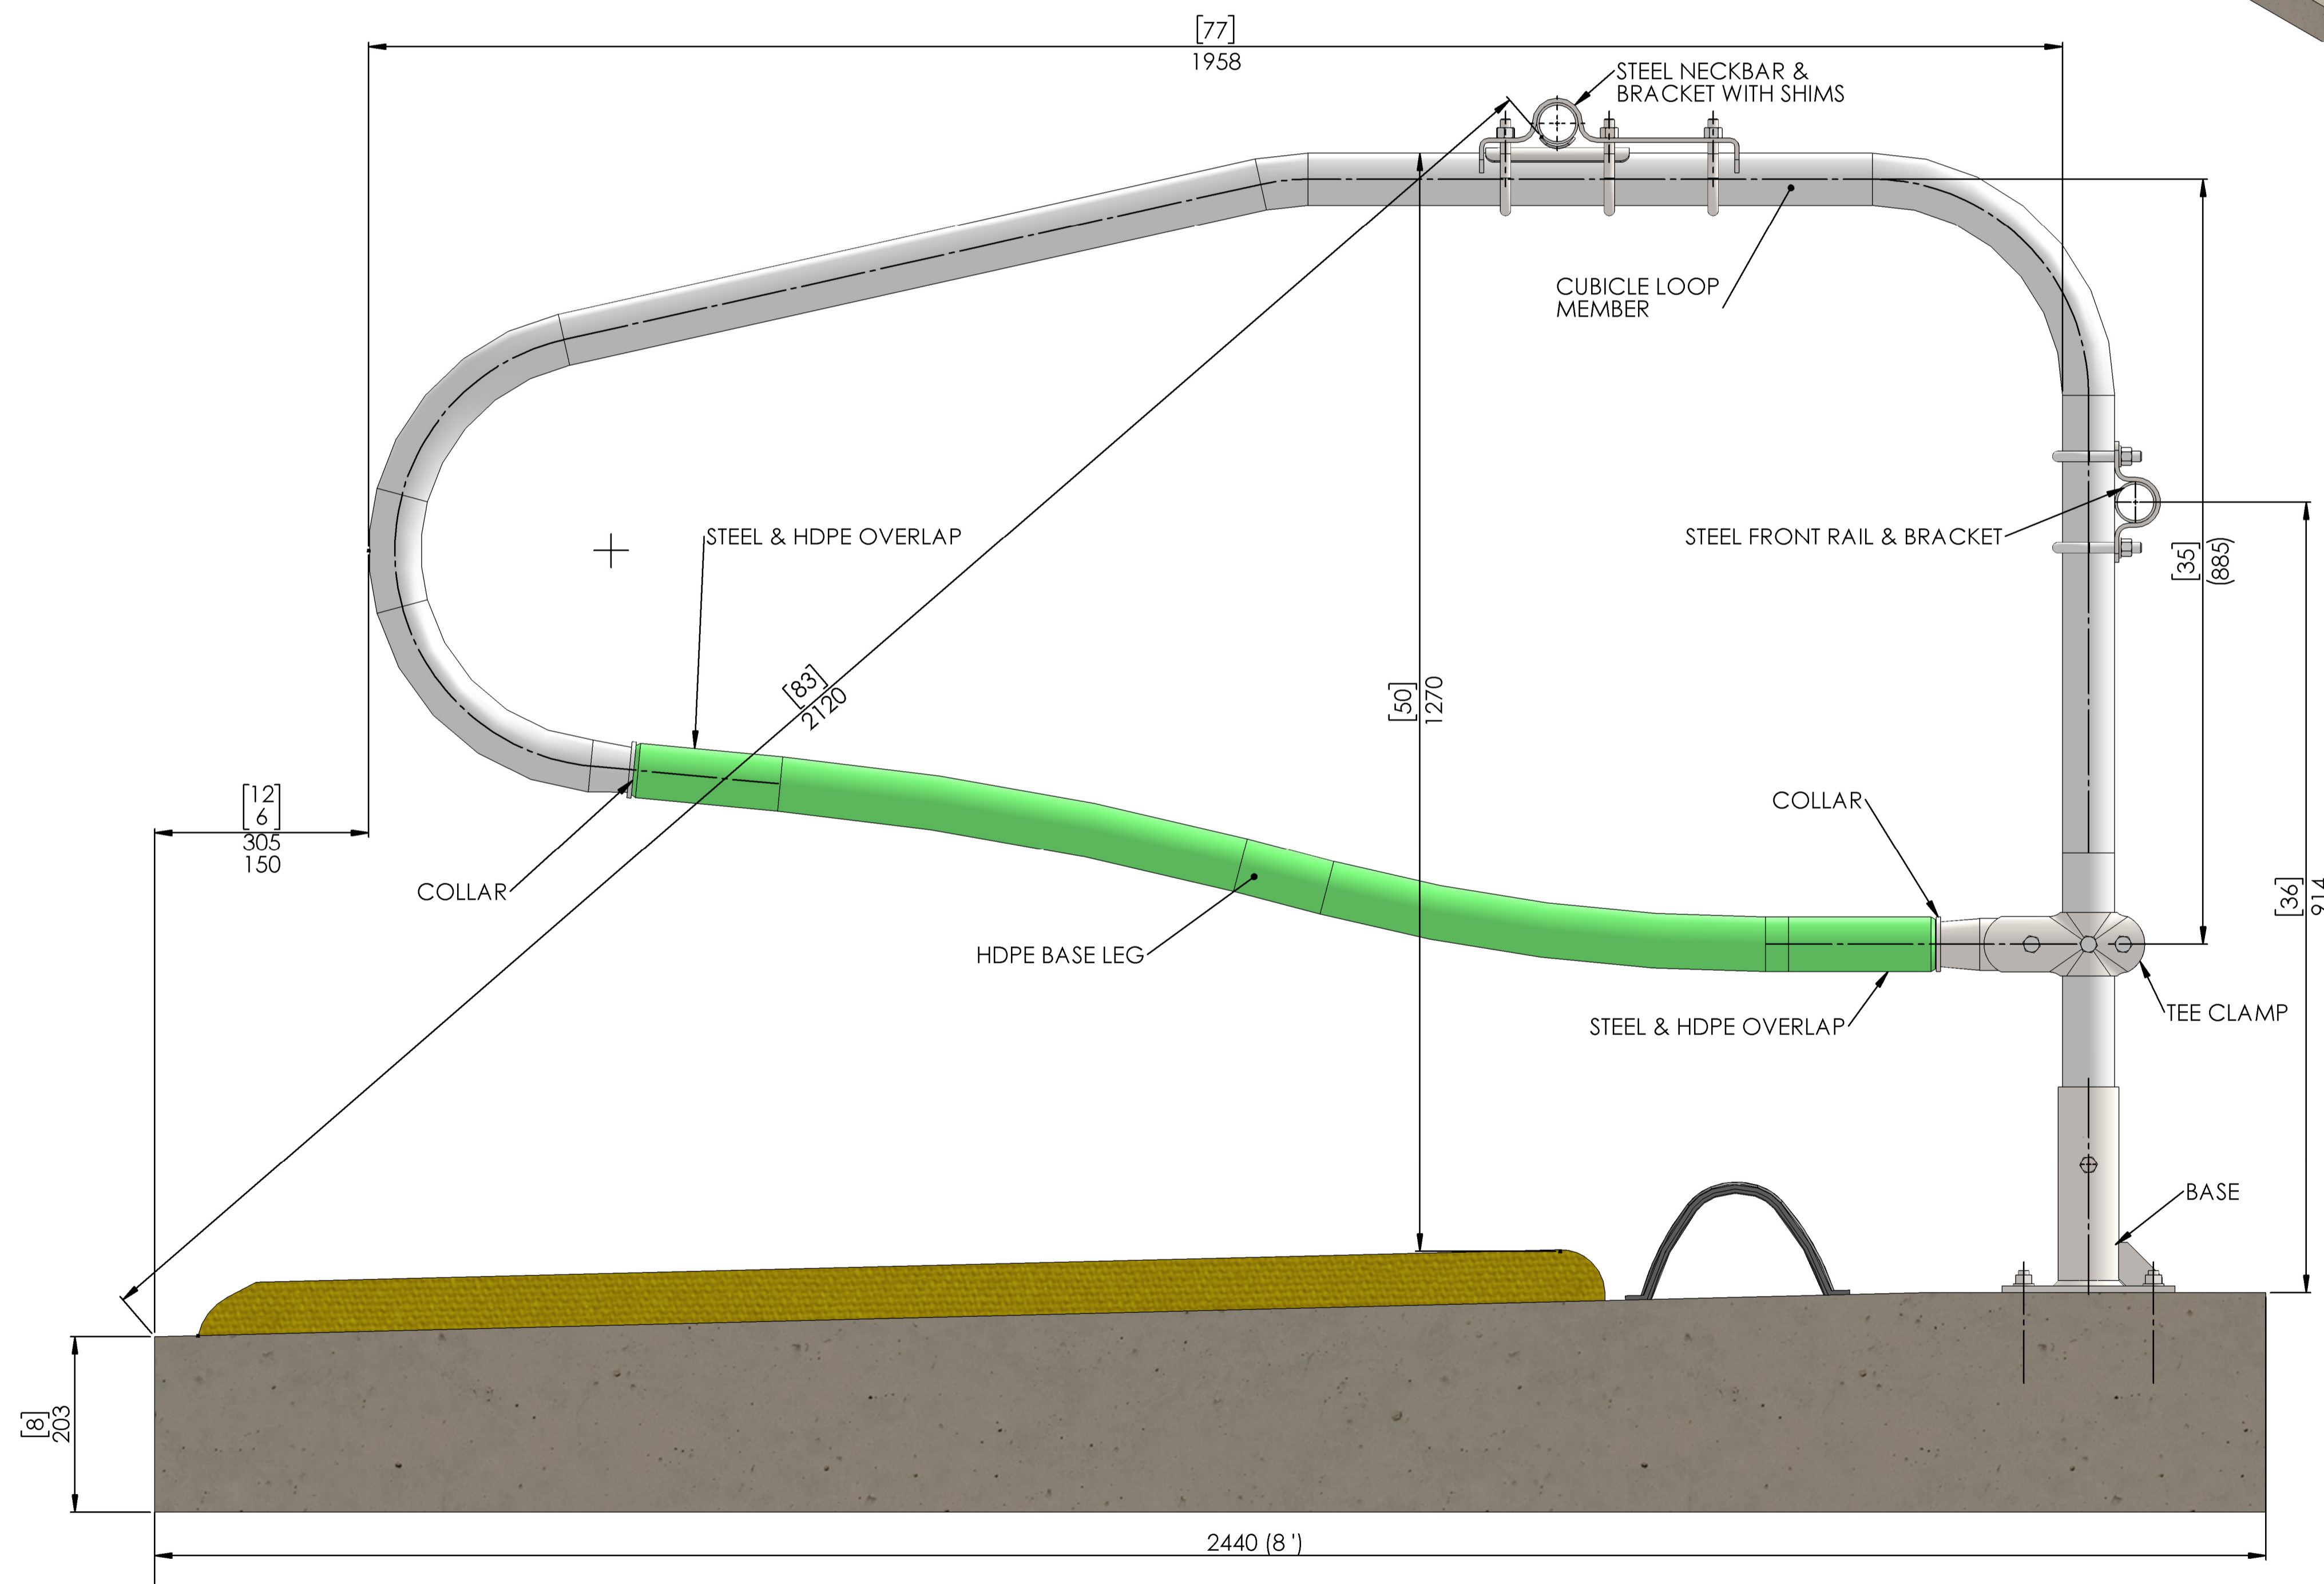 [77]
1958
STEEL NECKBAR &
BRACKET WITH SHIMS
CUBICLE LOOP
MEMBER
STEEL & HDPE OVERLAP
STEEL FRONT RAIL & BRACKET
[35]
(885)
[83]
2120
[50]
1270
[12]
[6]
305
150
COLLAR
COLLAR
[36]
914
HDPE BASE LEG
STEEL & HDPE OVERLAP
TEE CLAMP
BASE
[8]
203
2440 (8 ')